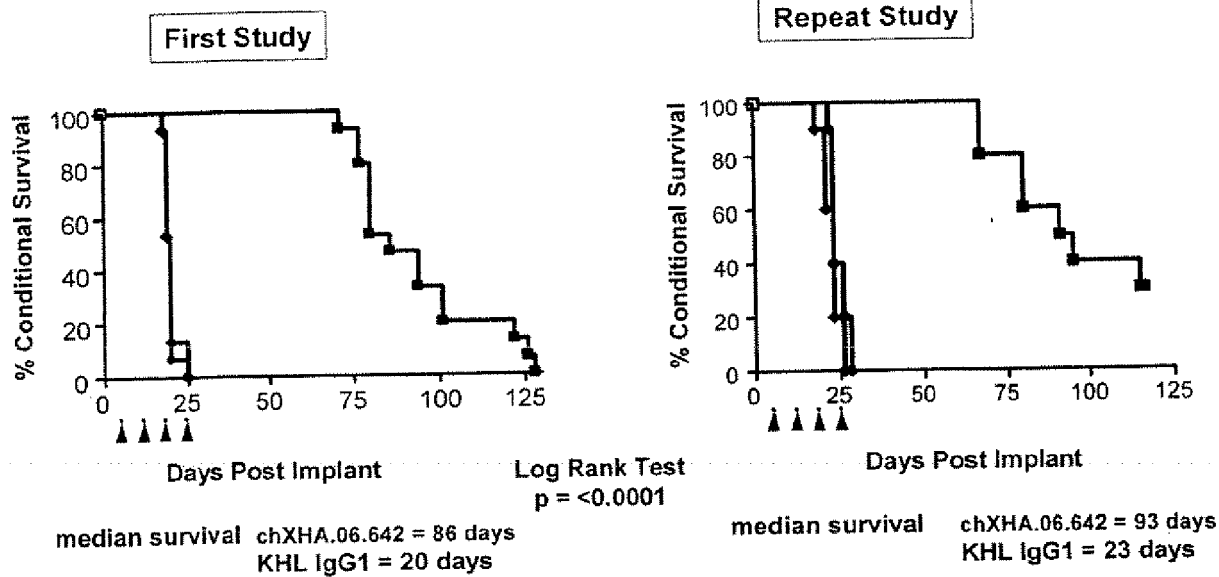 First Study
Repeat Study
% Conditional Survival
100
80
60
40
20
0
0
25
50
75
100
125
Days Post Implant
% Conditional Survival
100
80
60
40
20
0
0
25
50
75
100
125
Days Post Implant
Log Rank Test
p = <0.0001
median survival chXHA.06.642 = 86 days
KHL IgG1 = 20 days
median survival chXHA.06.642 = 93 days
KHL IgG1 = 23 days